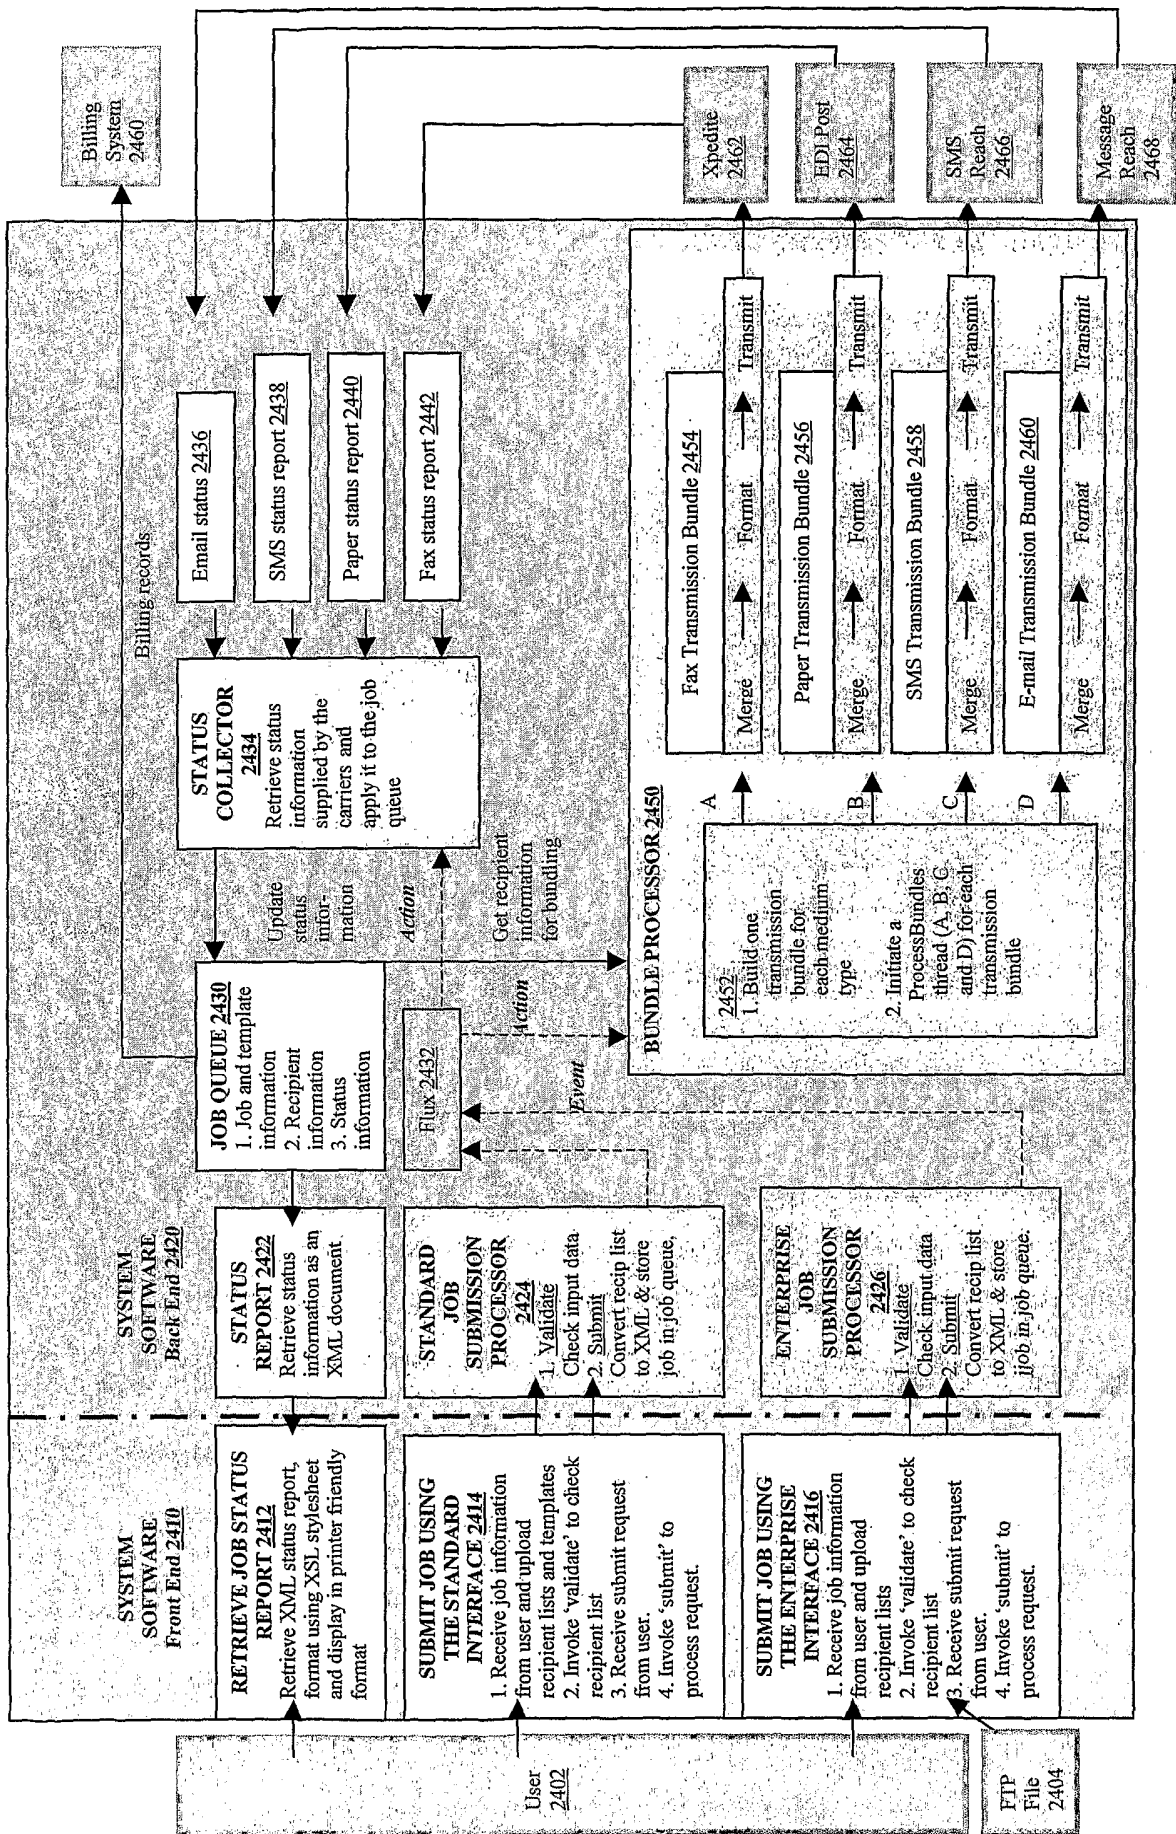 SYSTEM
SOFTWARE
Front End 2410
SYSTEM
SOFTWARE
Back End 2420
User
2402
FTP
File
2404
RETRIEVE JOB STATUS
REPORT 2412
Retrieve XML status report,
format using XSL stylesheet
and display in printer friendly
format
SUBMIT JOB USING
THE STANDARD
INTERFACE 2414
1. Receive job information
from user and upload
recipient lists and templates
2. Invoke ‘validate’ to check
recipient list
3. Receive submit request
from user.
4. Invoke ‘submit’ to
process request.
SUBMIT JOB USING
THE ENTERPRISE
INTERFACE 2416
1. Receive job information
from user and upload
recipient lists
2. Invoke ‘validate’ to check
recipient list
3. Receive submit request
from user.
4. Invoke ‘submit’ to
process request.
STATUS
REPORT 2422
Retrieve status
information as an
XML document
STANDARD
JOB
SUBMISSION
PROCESSOR
2424
1. Validate
Check input data
2. Submit
Convert recip list
to XML & store
job in job queue,
ENTERPRISE
JOB
SUBMISSION
PROCESSOR
2426
1. Validate
Check input data
2. Submit
Convert recip list
to XML & store
ijob in job queue.
JOB QUEUE 2430
1. Job and template
information
2. Recipient
information
3. Status
information
Flux 2432
Event
Action
Action
Update
status
infor-
mation
Get recipient
information
for bundling
STATUS
COLLECTOR
2434
Retrieve status
information
supplied by the
carriers and
apply it to the job
queue
Billing records
Email status 2436
SMS status report 2438
Paper status report 2440
Fax status report 2442
Billing
System
2460
BUNDLE PROCESSOR 2450
2452
1. Build one
transmission
bundle for
each medium
type
2. Initiate a
ProcessBundles
thread (A, B, C
and D) for each
transmission
bindle
A
B
C
D
Fax Transmission Bundle 2454
Merge Format Transmit
Paper Transmission Bundle 2456
Merge Format Transmit
SMS Transmission Bundle 2458
Merge Format Transmit
E-mail Transmission Bundle 2460
Merge Format Transmit
Xpedite
2462
EDI Post
2464
SMS
Reach
2466
Message
Reach
2468